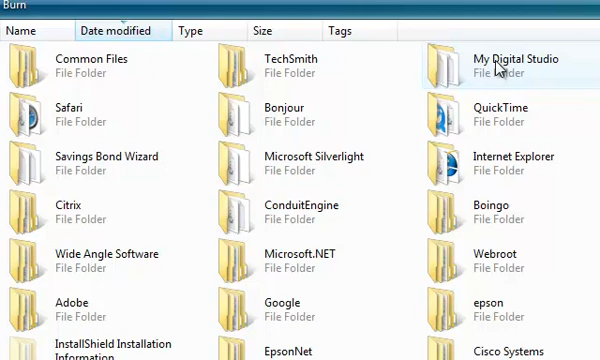 Burn
Name Date modified Type Size Tags
Common Files TechSmith My Digital Studio
File Folder File Folder File Folder
Safari Bonjour QuickTime
File Folder File Folder File Folder
Savings Bond Wizard Microsoft Silverlight Internet Explorer
File Folder File Folder File Folder
Citrix ConduitEngine Boingo
File Folder File Folder File Folder
Wide Angle Software Microsoft.NET Webroot
File Folder File Folder File Folder
Adobe Google epson
File Folder File Folder File Folder
InstallShield Installation EpsonNet Cisco Systems
Information